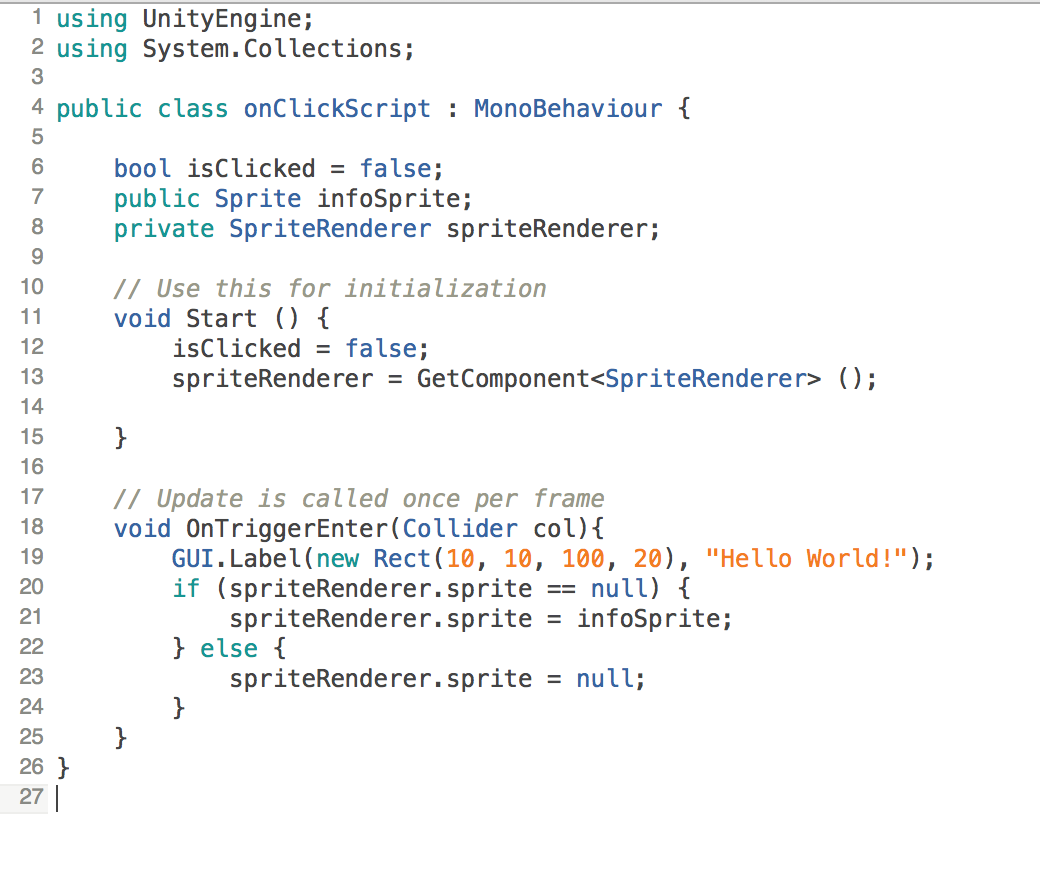 1 using UnityEngine;
2 using System.Collections;
3
4 public class onClickScript : MonoBehaviour {
5
6     bool isClicked = false;
7     public Sprite infoSprite;
8     private SpriteRenderer spriteRenderer;
9
10     // Use this for initialization
11     void Start () {
12         isClicked = false;
13         spriteRenderer = GetComponent<SpriteRenderer> ();
14
15     }
16
17     // Update is called once per frame
18     void OnTriggerEnter(Collider col){
19         GUI.Label(new Rect(10, 10, 100, 20), "Hello World!");
20         if (spriteRenderer.sprite == null) {
21             spriteRenderer.sprite = infoSprite;
22         } else {
23             spriteRenderer.sprite = null;
24         }
25     }
26 }
27